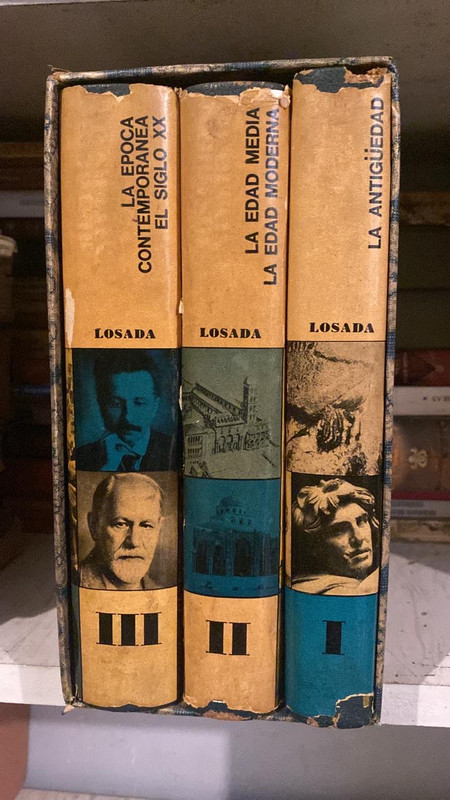 LA EPOCA
CONTEMPORANEA
EL SIGLO XX
LOSADA
III
LA EDAD MEDIA
LA EDAD MODERNA
LOSADA
II
LA ANTIGÜEDAD
LOSADA
I